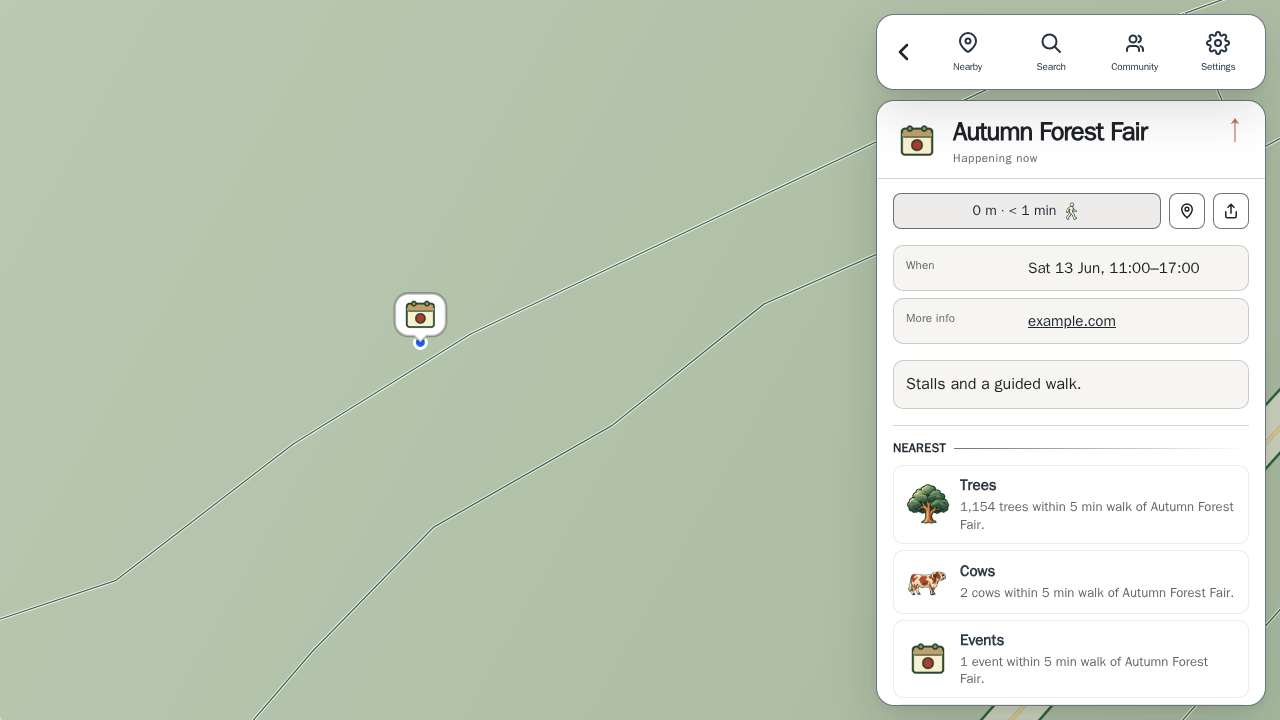 Nearby
Search
Community
Settings
Autumn Forest Fair
Happening now
0 m · < 1 min
When
Sat 13 Jun, 11:00–17:00
More info
example.com
Stalls and a guided walk.
NEAREST
Trees
1,154 trees within 5 min walk of Autumn Forest
Fair.
Cows
2 cows within 5 min walk of Autumn Forest Fair.
Events
1 event within 5 min walk of Autumn Forest
Fair.